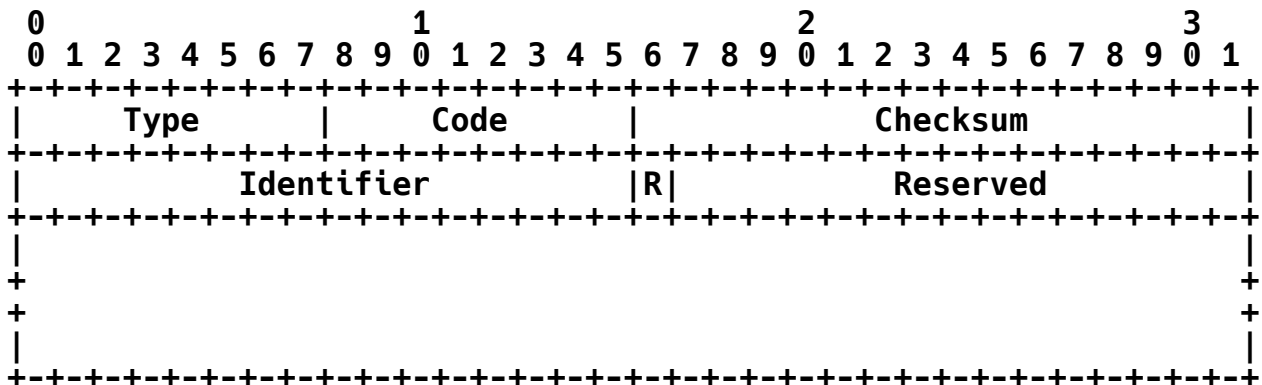 0                   1                   2                   3
0 1 2 3 4 5 6 7 8 9 0 1 2 3 4 5 6 7 8 9 0 1 2 3 4 5 6 7 8 9 0 1
+-+-+-+-+-+-+-+-+-+-+-+-+-+-+-+-+-+-+-+-+-+-+-+-+-+-+-+-+-+-+-+-+
|     Type      |     Code      |            Checksum           |
+-+-+-+-+-+-+-+-+-+-+-+-+-+-+-+-+-+-+-+-+-+-+-+-+-+-+-+-+-+-+-+-+
|           Identifier          |R|           Reserved          |
+-+-+-+-+-+-+-+-+-+-+-+-+-+-+-+-+-+-+-+-+-+-+-+-+-+-+-+-+-+-+-+-+
|                                                               |
+                                                               +
+                                                               +
|                                                               |
+-+-+-+-+-+-+-+-+-+-+-+-+-+-+-+-+-+-+-+-+-+-+-+-+-+-+-+-+-+-+-+-+